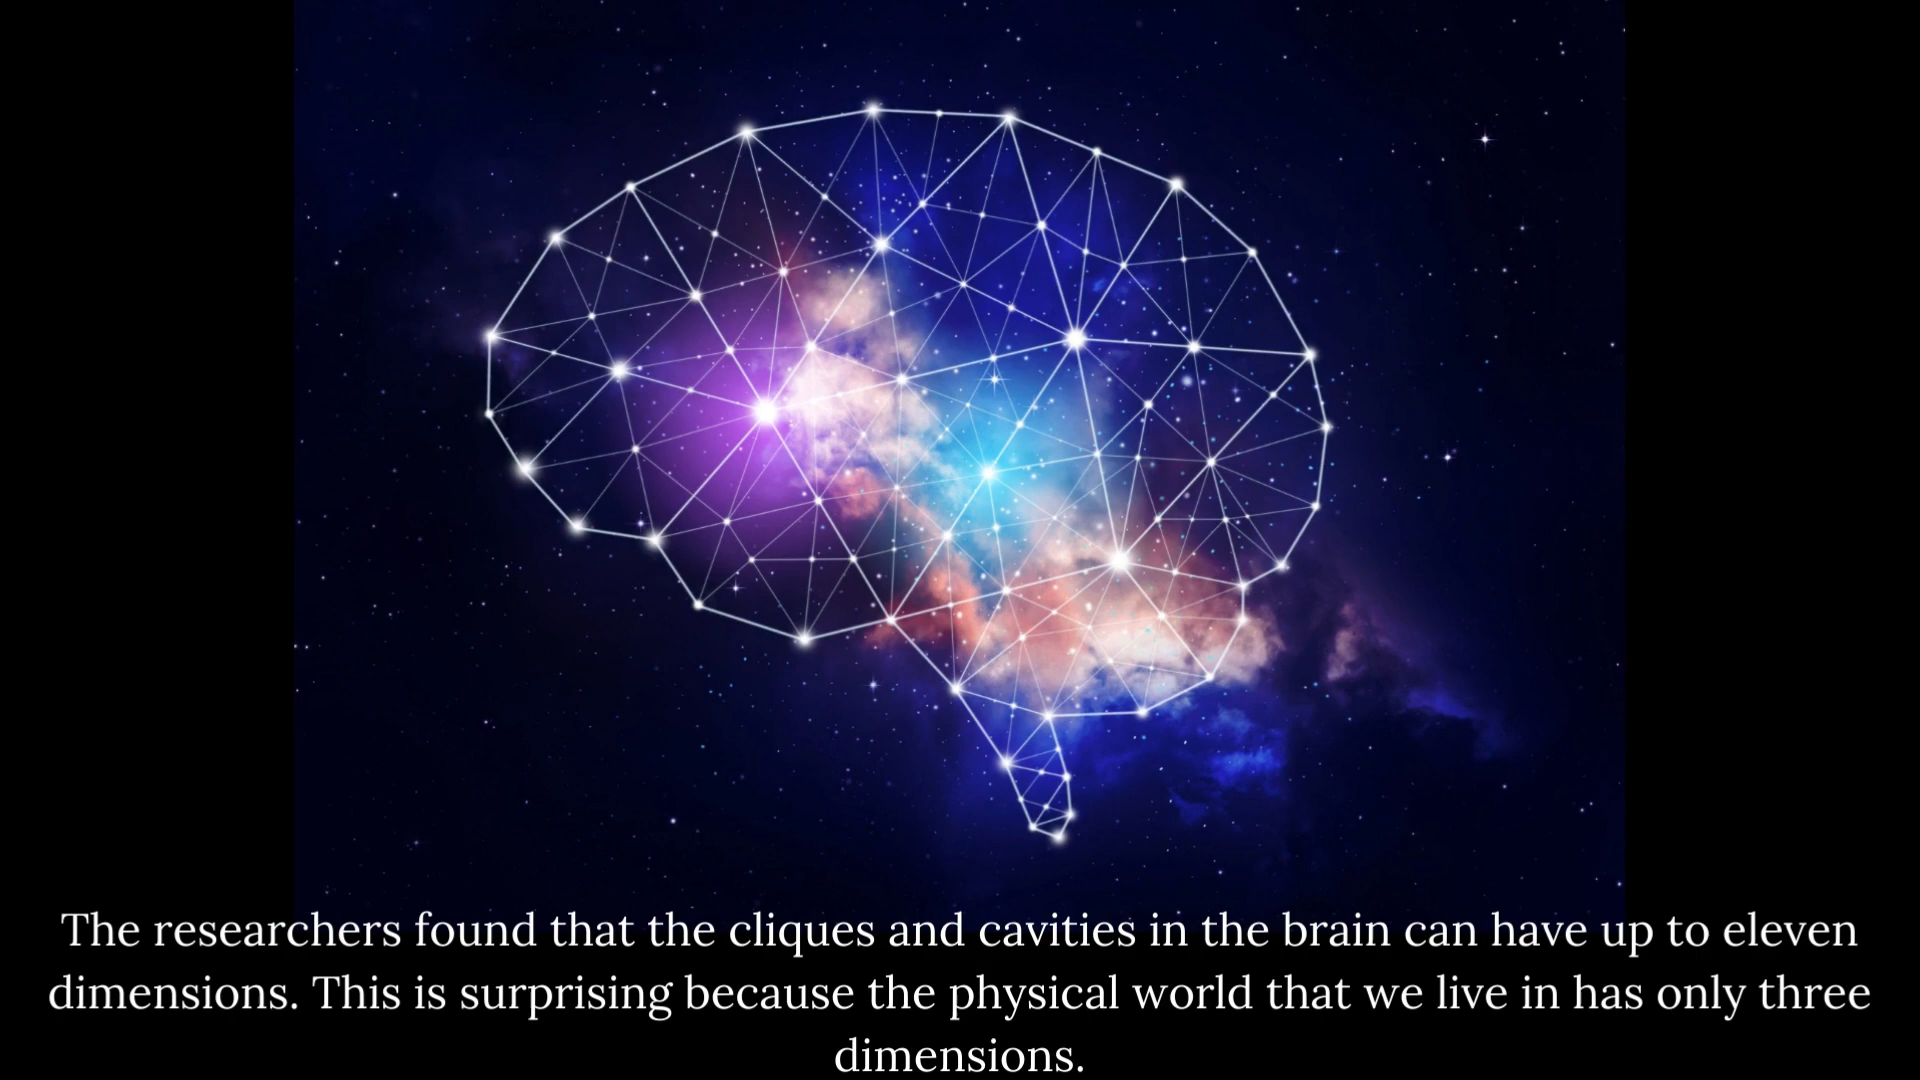 The researchers found that the cliques and cavities in the brain can have up to eleven
dimensions. This is surprising because the physical world that we live in has only three
dimensions.